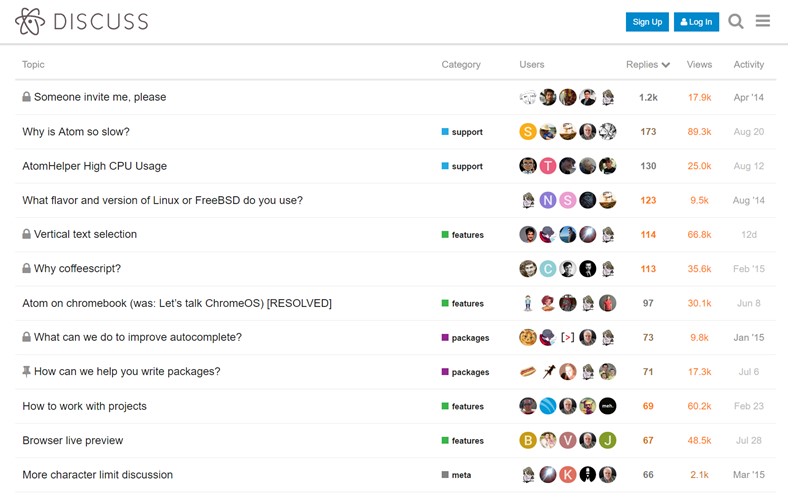 DISCUSS
Sign Up Log In
Topic Category Users Replies Views Activity
Someone invite me, please 1.2k 17.9k Apr '14
Why is Atom so slow? support S 173 89.3k Aug 20
AtomHelper High CPU Usage support T 130 25.0k Aug 12
What flavor and version of Linux or FreeBSD do you use? N S 123 9.5k Aug '14
Vertical text selection features 114 66.8k 12d
Why coffeescript? C 113 35.6k Feb '15
Atom on chromebook (was: Let's talk ChromeOS) [RESOLVED] features 97 30.1k Jun 8
What can we do to improve autocomplete? packages [>] 73 9.8k Jan '15
How can we help you write packages? packages 71 17.3k Jul 6
How to work with projects features meh. 69 60.2k Feb 23
Browser live preview features B V J 67 48.5k Jul 28
More character limit discussion meta K 66 2.1k Mar '15